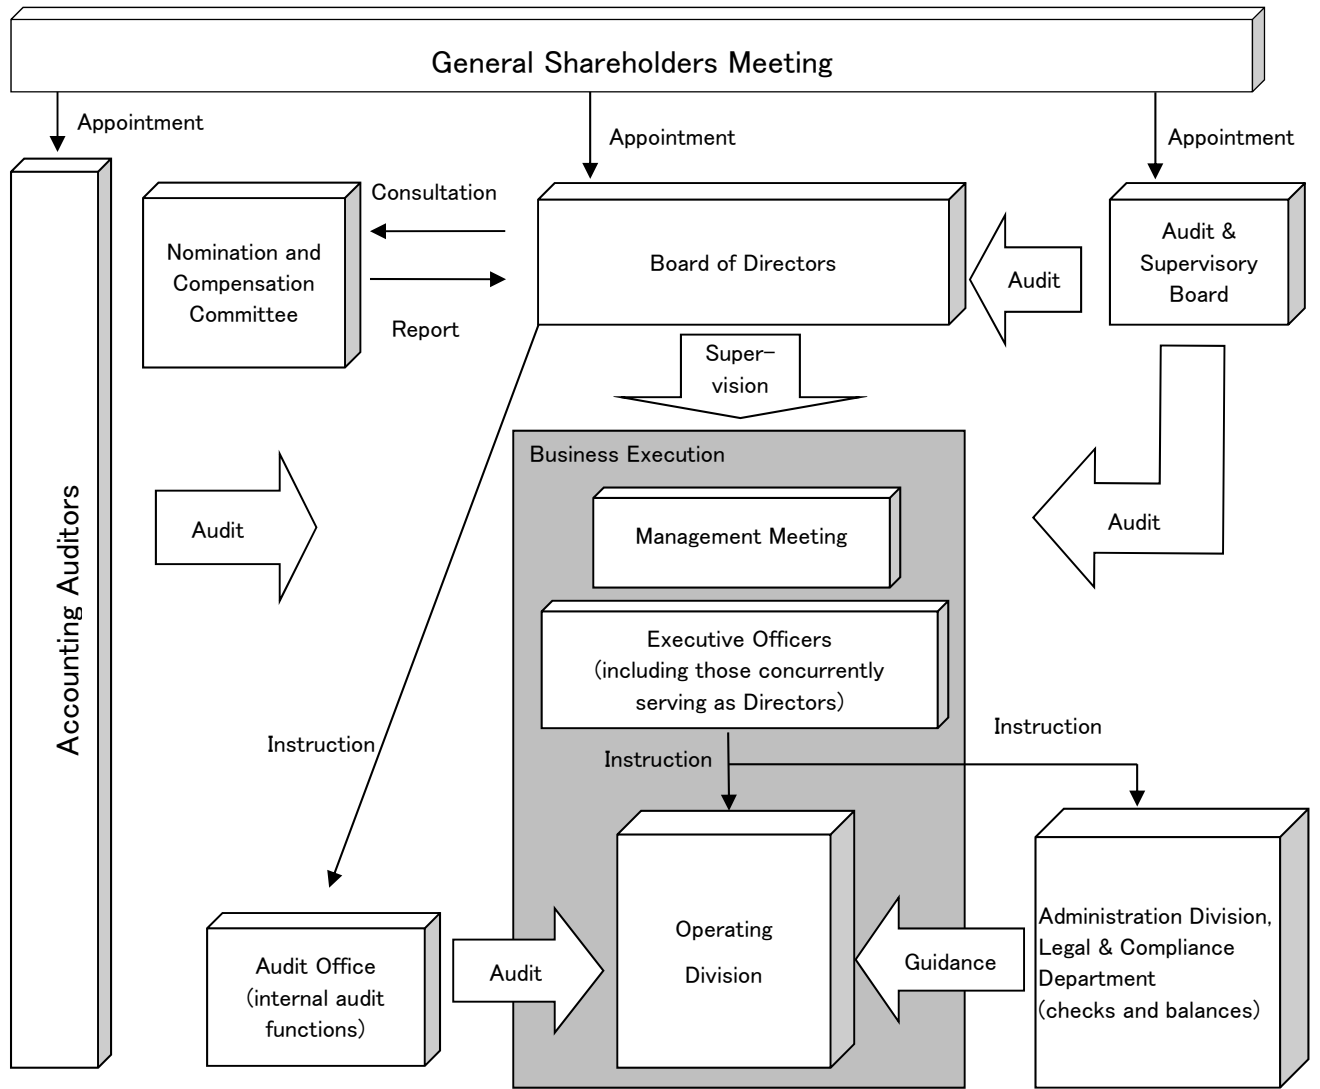 General Shareholders Meeting
Appointment
Appointment
Appointment
Consultation
Nomination and
Compensation
Committee
Report
Board of Directors
Audit
Audit &
Supervisory
Board
Super-
vision
Accounting Auditors
Audit
Business Execution
Management Meeting
Audit
Executive Officers
(including those concurrently
serving as Directors)
Instruction
Instruction
Instruction
Audit Office
(internal audit
functions)
Audit
Operating
Division
Guidance
Administration Division,
Legal & Compliance
Department
(checks and balances)